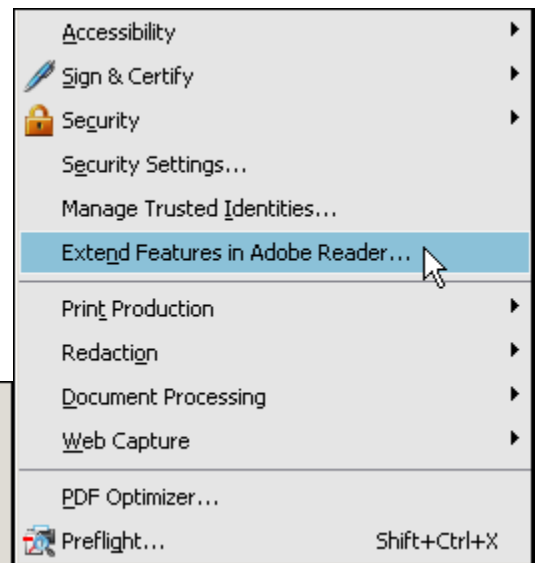 Accessibility
Sign & Certify
Security
Security Settings...
Manage Trusted Identities...
Extend Features in Adobe Reader...
Print Production
Redaction
Document Processing
Web Capture
PDF Optimizer...
Preflight... Shift+Ctrl+X